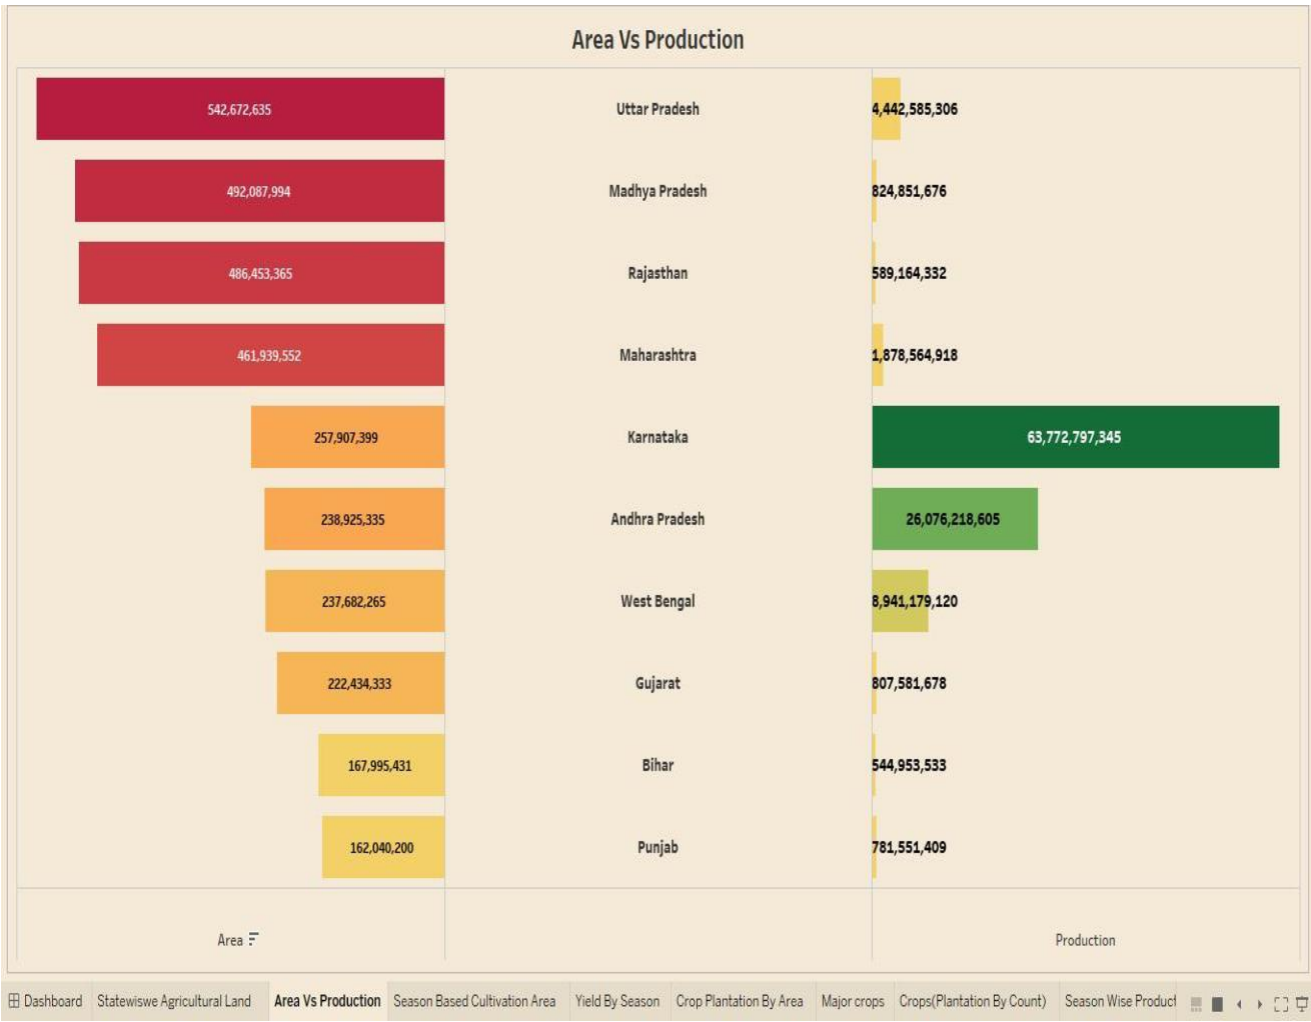 Area Vs Production
542,672,635 Uttar Pradesh 4,442,585,306
492,087,994 Madhya Pradesh 824,851,676
486,453,365 Rajasthan 589,164,332
461,939,552 Maharashtra 1,878,564,918
257,907,399 Karnataka 63,772,797,345
238,925,335 Andhra Pradesh 26,076,218,605
237,682,265 West Bengal 8,941,179,120
222,434,333 Gujarat 807,581,678
167,995,431 Bihar 544,953,533
162,040,200 Punjab 781,551,409
Area Production
Dashboard Statewiswe Agricultural Land Area Vs Production Season Based Cultivation Area Yield By Season Crop Plantation By Area Major crops Crops(Plantation By Count) Season Wise Product